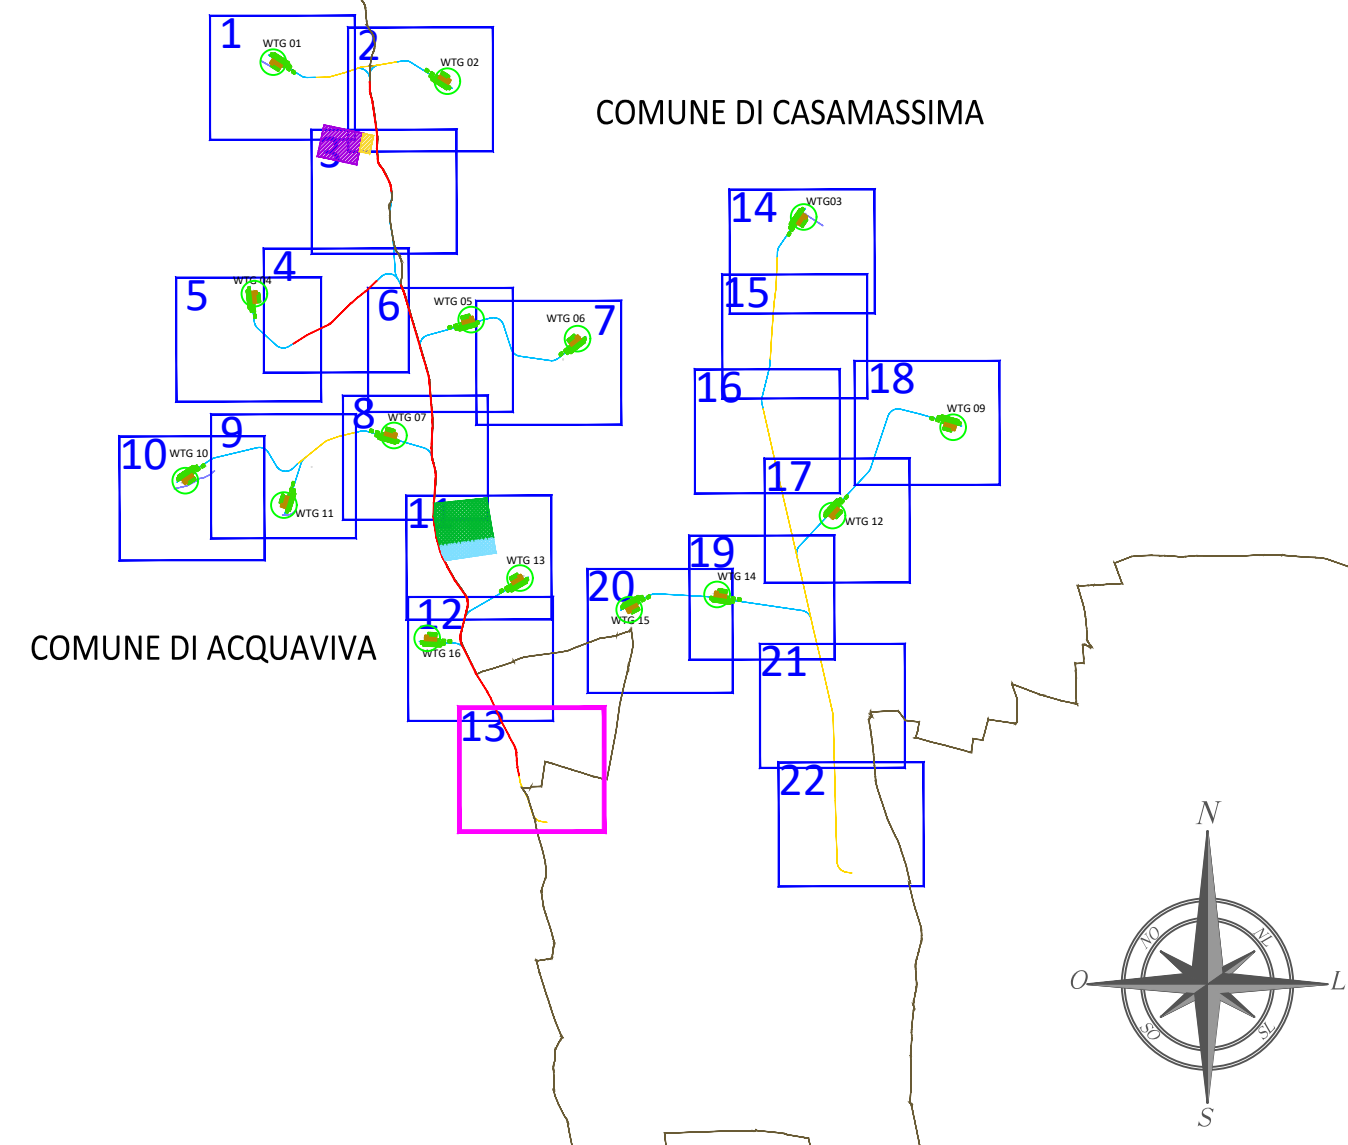 1
WTG 01
2
WTG 02
COMUNE DI CASAMASSIMA
3
14
WTG03
4
WTG 04
5
6
WTG 05
WTG 06
7
15
16
18
WTG 09
8
WTG 07
9
10
WTG 10
WTG 11
17
WTG 12
WTG 13
19
WTG 14
20
WTG 15
12
WTG 16
COMUNE DI ACQUAVIVA
21
13
22
N
NO
NL
O
L
SO
SL
S